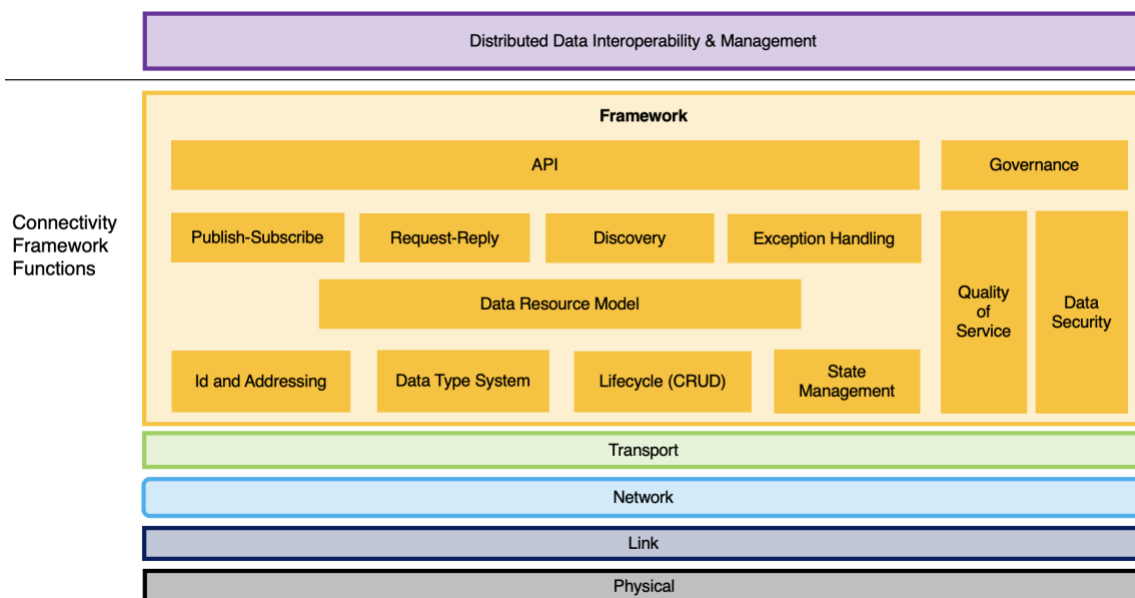 Distributed Data Interoperability & Management
Framework
API
Governance
Connectivity
Framework
Functions
Publish-Subscribe
Request-Reply
Discovery
Exception Handling
Data Resource Model
Quality
of
Service
Data
Security
Id and Addressing
Data Type System
Lifecycle (CRUD)
State
Management
Transport
Network
Link
Physical